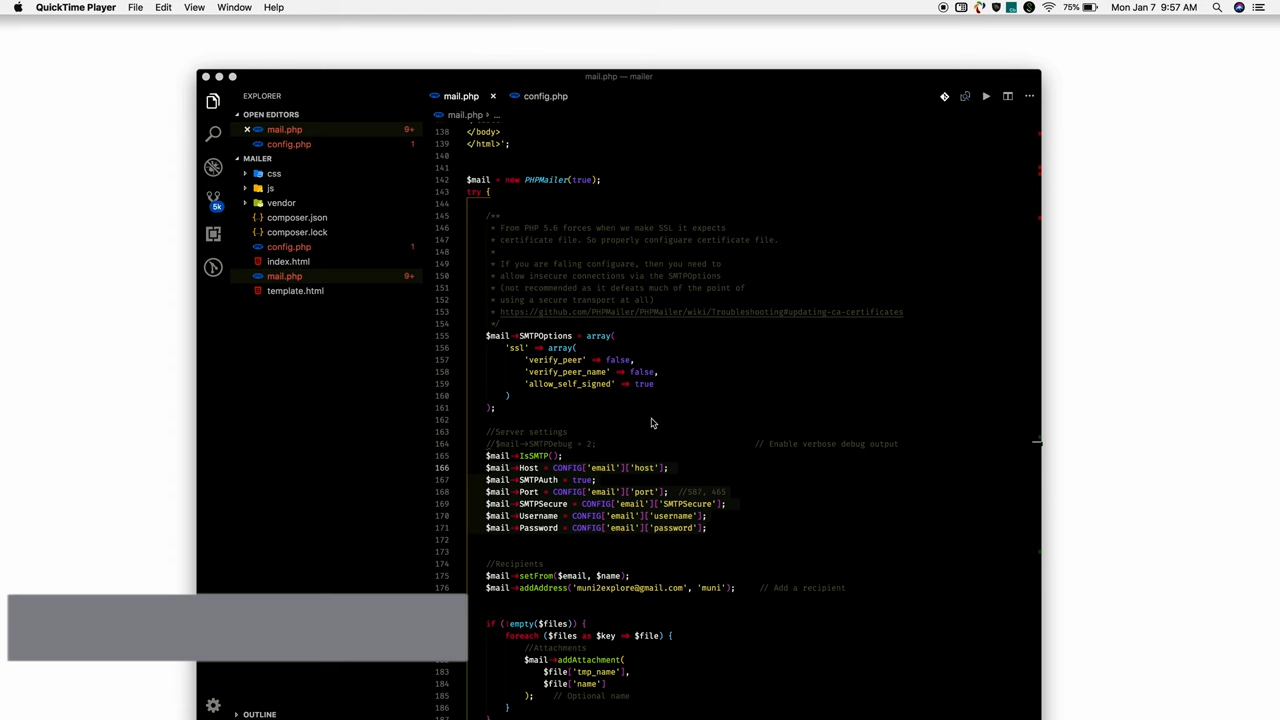 QuickTime Player File Edit View Window Help 75% Mon Jan 7 9:57 AM
mail.php — mailer
EXPLORER
mail.php
config.php
OPEN EDITORS
mail.php 9+
config.php 1
MAILER
css
js
vendor
5k
composer.json
composer.lock
config.php 1
index.html
mail.php 9+
template.html
OUTLINE
mail.php › ...
138 </body>
139 </html>';
140
141
142 $mail = new PHPMailer(true);
143 try {
144
145 /**
146 * From PHP 5.6 forces when we make SSL it expects
147 * certificate file. So properly configuare certificate file.
148 *
149 * If you are faling configuare, then you need to
150 * allow insecure connections via the SMTPOptions
151 * (not recommended as it defeats much of the point of
152 * using a secure transport at all)
153 * https://github.com/PHPMailer/PHPMailer/wiki/Troubleshooting#updating-ca-certificates
154 */
155 $mail->SMTPOptions = array(
156 'ssl' => array(
157 'verify_peer' => false,
158 'verify_peer_name' => false,
159 'allow_self_signed' => true
160 )
161 );
162
163 //Server settings
164 //$mail->SMTPDebug = 2; // Enable verbose debug output
165 $mail->IsSMTP();
166 $mail->Host = CONFIG['email']['host'];
167 $mail->SMTPAuth = true;
168 $mail->Port = CONFIG['email']['port']; //587, 465
169 $mail->SMTPSecure = CONFIG['email']['SMTPSecure'];
170 $mail->Username = CONFIG['email']['username'];
171 $mail->Password = CONFIG['email']['password'];
172
173
174 //Recipients
175 $mail->setFrom($email, $name);
176 $mail->addAddress('muni2explore@gmail.com', 'muni'); // Add a recipient
if (!empty($files)) {
foreach ($files as $key => $file) {
//Attachments
182 $mail->addAttachment(
183 $file['tmp_name'],
184 $file['name']
185 ); // Optional name
186 }